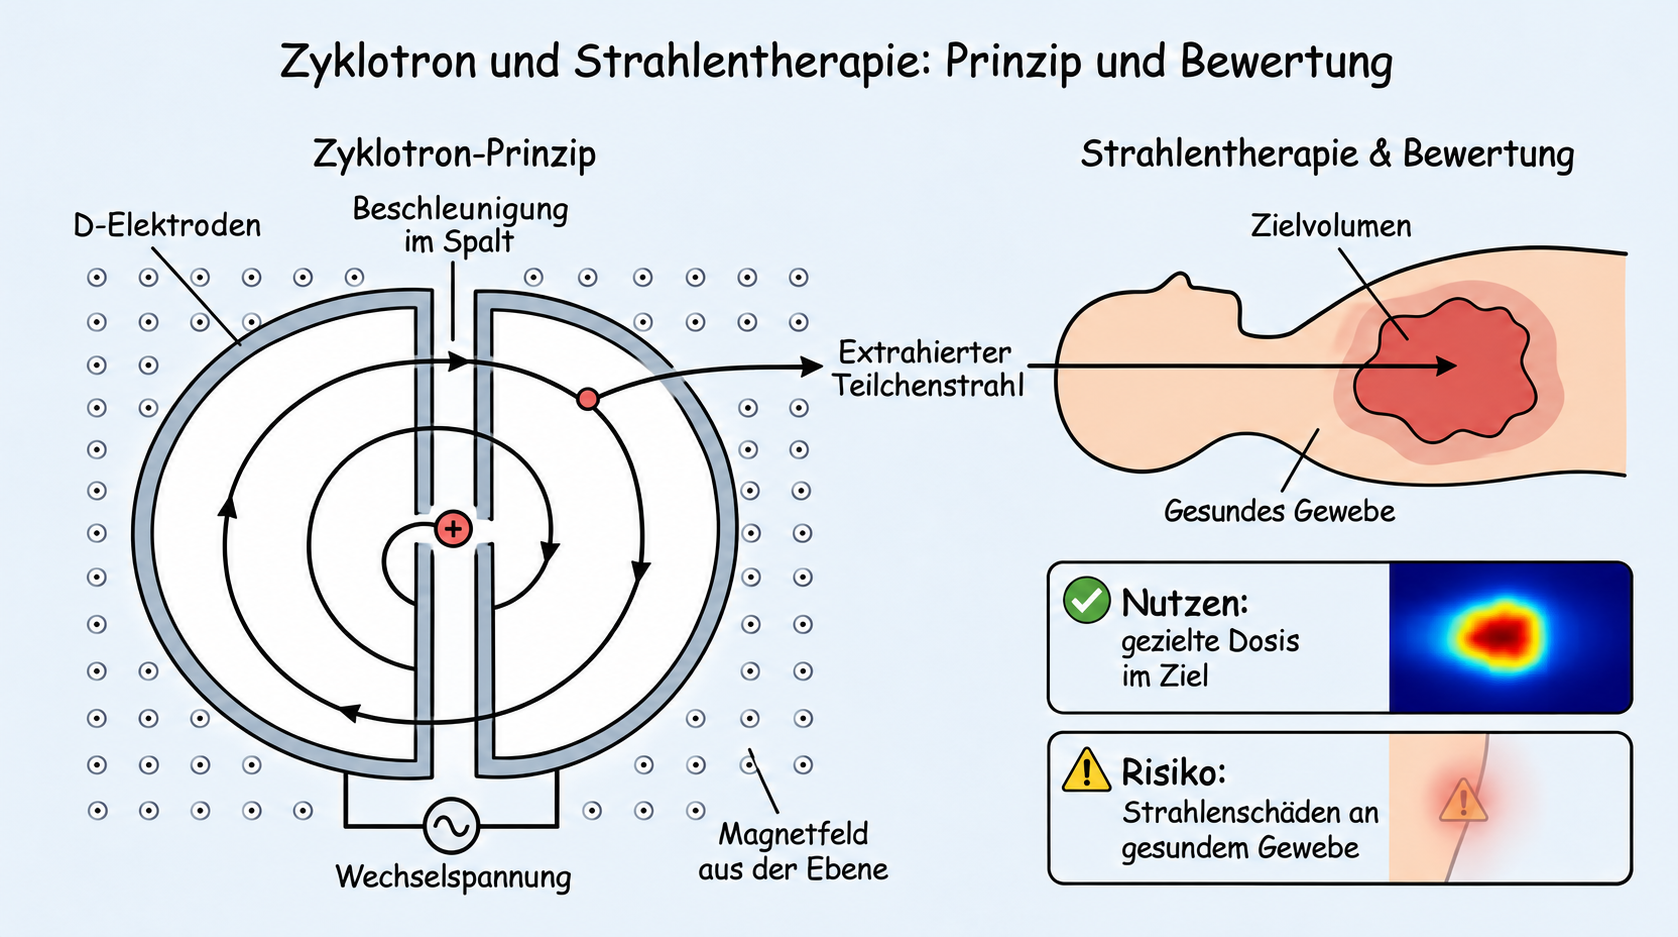 Zyklotron und Strahlentherapie: Prinzip und Bewertung
Zyklotron-Prinzip
D-Elektroden
Beschleunigung
im Spalt
+
Extrahierter
Teilchenstrahl
Wechselspannung
Magnetfeld
aus der Ebene
Strahlentherapie & Bewertung
Zielvolumen
Gesundes Gewebe
Nutzen:
gezielte Dosis
im Ziel
Risiko:
Strahlenschäden an
gesundem Gewebe